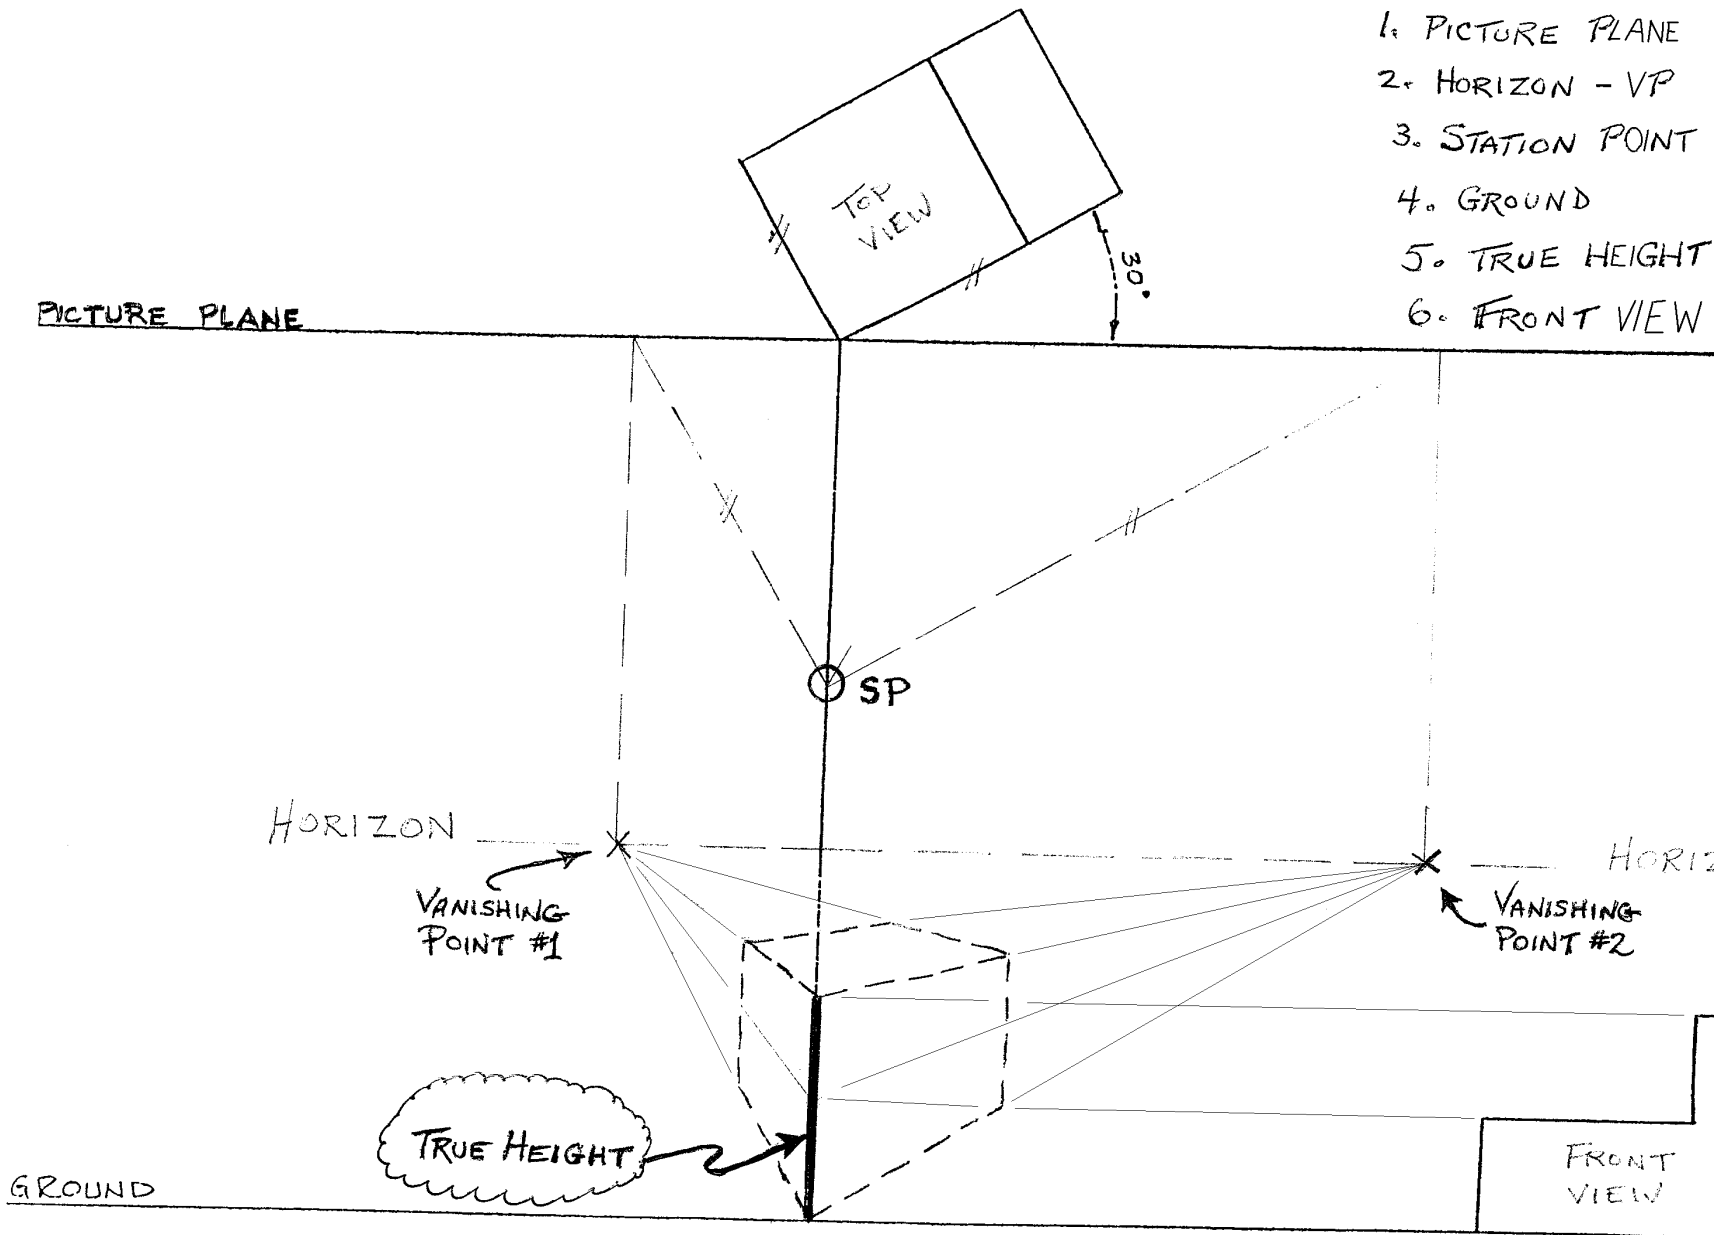 1. PICTURE PLANE
2. HORIZON - VP
3. STATION POINT
4. GROUND
5. TRUE HEIGHT
6. FRONT VIEW
TOP
VIEW
30°
PICTURE PLANE
SP
HORIZON
HORIZ
VANISHING
POINT #1
VANISHING
POINT #2
TRUE HEIGHT
FRONT
VIEW
GROUND